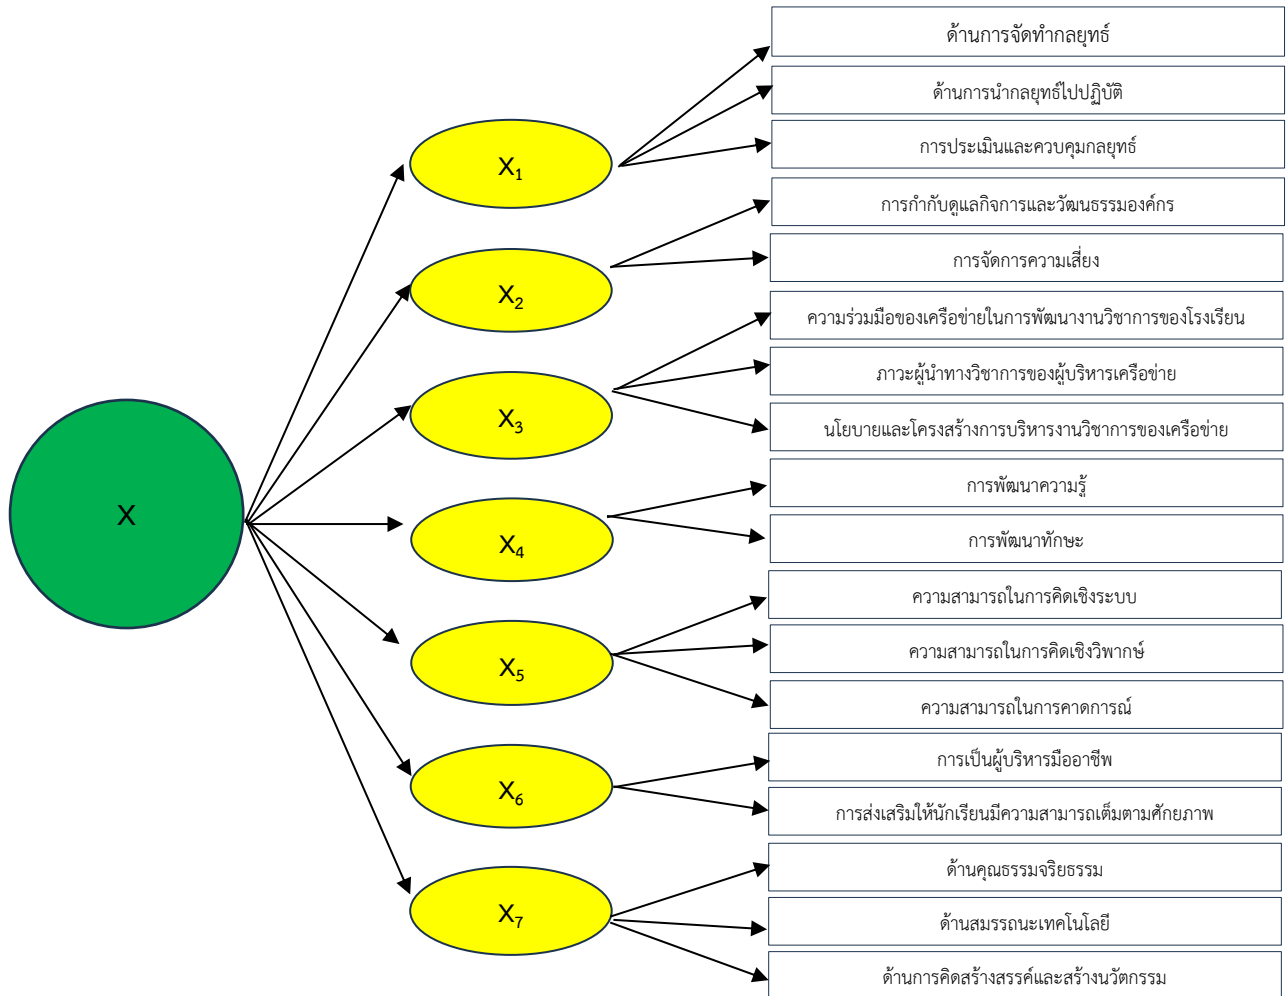 X
X₁
X₂
X₃
X₄
X₅
X₆
X₇
ด้านการจัดทำกลยุทธ์
ด้านการนำกลยุทธ์ไปปฏิบัติ
การประเมินและควบคุมกลยุทธ์
การกำกับดูแลกิจการและวัฒนธรรมองค์กร
การจัดการความเสี่ยง
ความร่วมมือของเครือข่ายในการพัฒนางานวิชาการของโรงเรียน
ภาวะผู้นำทางวิชาการของผู้บริหารเครือข่าย
นโยบายและโครงสร้างการบริหารงานวิชาการของเครือข่าย
การพัฒนาความรู้
การพัฒนาทักษะ
ความสามารถในการคิดเชิงระบบ
ความสามารถในการคิดเชิงวิพากษ์
ความสามารถในการคาดการณ์
การเป็นผู้บริหารมืออาชีพ
การส่งเสริมให้นักเรียนมีความสามารถเต็มตามศักยภาพ
ด้านคุณธรรมจริยธรรม
ด้านสมรรถนะเทคโนโลยี
ด้านการคิดสร้างสรรค์และสร้างนวัตกรรม